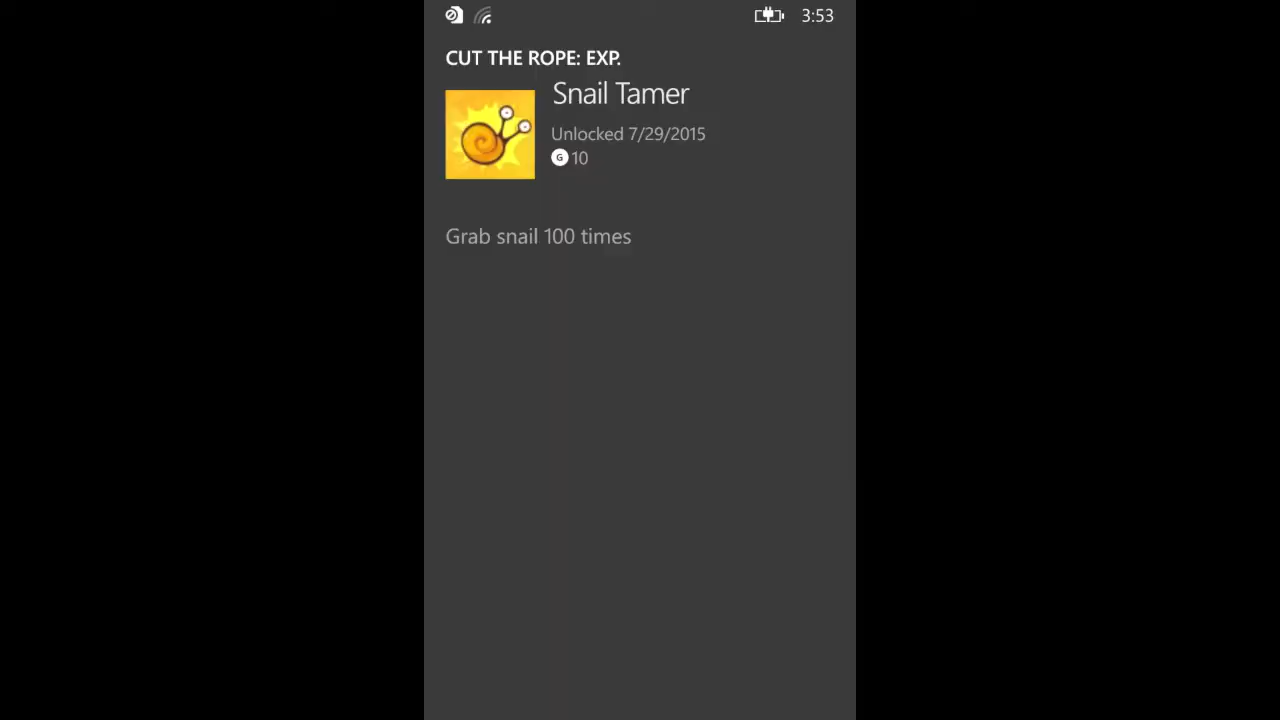 3:53
CUT THE ROPE: EXP.
Snail Tamer
Unlocked 7/29/2015
G 10
Grab snail 100 times